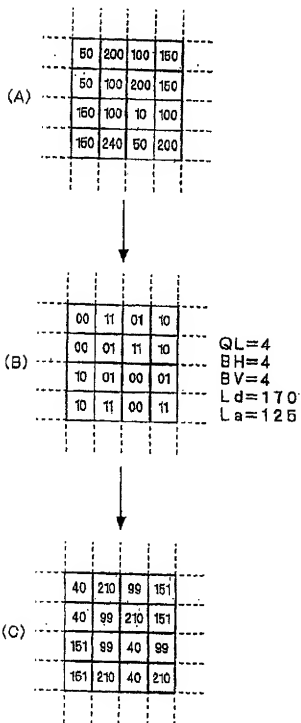 50 200 100 150
50 100 200 150
(A)
150 100 10 100
150 240 50 200
00 11 01 10
00 01 11 10
(B)
10 01 00 01
10 11 00 11
QL=4
BH=4
BV=4
Ld=170
La=125
40 210 99 151
40 99 210 151
(C)
151 99 40 99
151 210 40 210